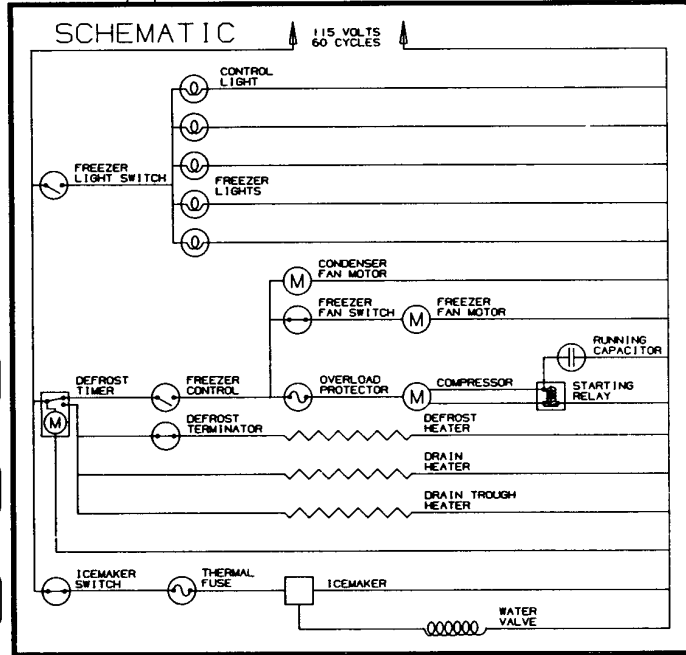 SCHEMATIC
115 VOLTS
60 CYCLES
CONTROL
LIGHT
FREEZER
LIGHT SWITCH
FREEZER
LIGHTS
CONDENSER
FAN MOTOR
M
FREEZER
FAN SWITCH
M
FREEZER
FAN MOTOR
RUNNING
CAPACITOR
DEFROST
TIMER
FREEZER
CONTROL
OVERLOAD
PROTECTOR
M
COMPRESSOR
STARTING
RELAY
M
DEFROST
TERMINATOR
DEFROST
HEATER
DRAIN
HEATER
DRAIN TROUGH
HEATER
ICEMAKER
SWITCH
THERMAL
FUSE
ICEMAKER
WATER
VALVE